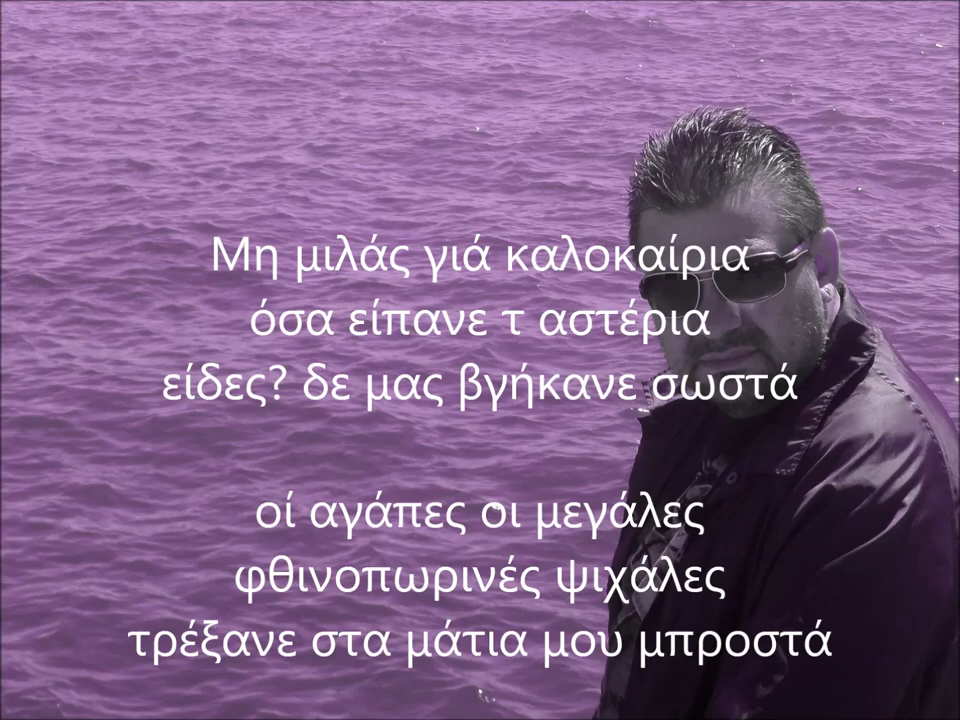 Μη μιλάς γιά καλοκαίρια
όσα είπανε τ αστέρια
είδες? δε μας βγήκανε σωστά
οί αγάπες οι μεγάλες
φθινοπωρινές ψιχάλες
τρέξανε στα μάτια μου μπροστά